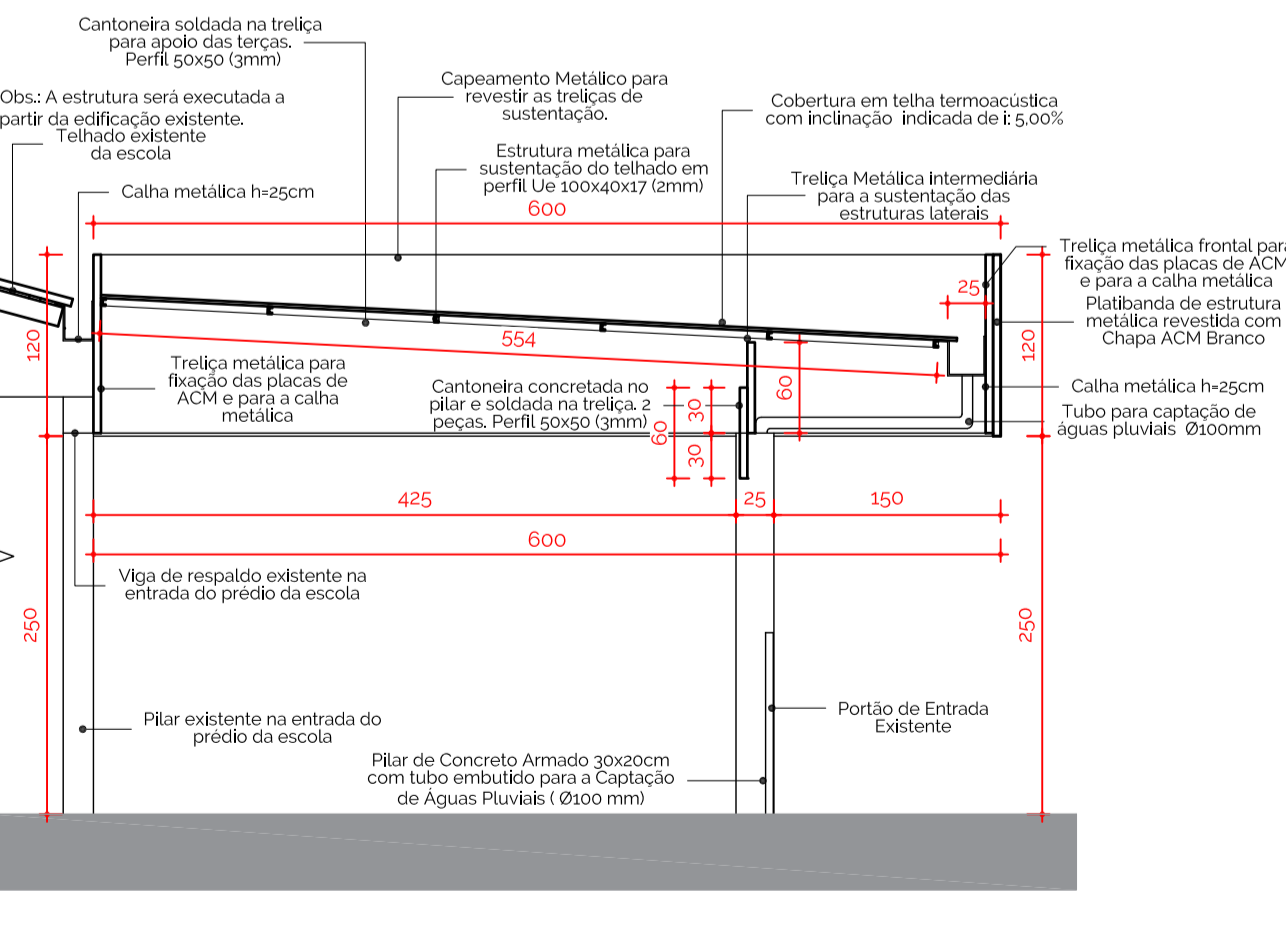 Cantoneira soldada na treliça
para apoio das terças.
Perfil 50x50 (3mm)
Obs.: A estrutura será executada a
partir da edificação existente.
Telhado existente
da escola
Calha metálica h=25cm
Capeamento Metálico para
revestir as treliças de
sustentação.
Estrutura metálica para
sustentação do telhado em
perfil Ue 100x40x17 (2mm)
Cobertura em telha termoacústica
com inclinação indicada de i: 5,00%
Treliça Metálica intermediária
para a sustentação das
estruturas laterais
600
Treliça metálica frontal para
fixação das placas de ACM
e para a calha metálica
25
Platibanda de estrutura
metálica revestida com
Chapa ACM Branco
120
554
120
Treliça metálica para
fixação das placas de
ACM e para a calha
metálica
Cantoneira concretada no
pilar e soldada na treliça. 2
peças. Perfil 50x50 (3mm)
60
30
30
60
Calha metálica h=25cm
Tubo para captação de
águas pluviais Ø100mm
425
25
150
600
V
Viga de respaldo existente na
entrada do prédio da escola
250
250
Pilar existente na entrada do
prédio da escola
Portão de Entrada
Existente
Pilar de Concreto Armado 30x20cm
com tubo embutido para a Captação
de Águas Pluviais ( Ø100 mm)